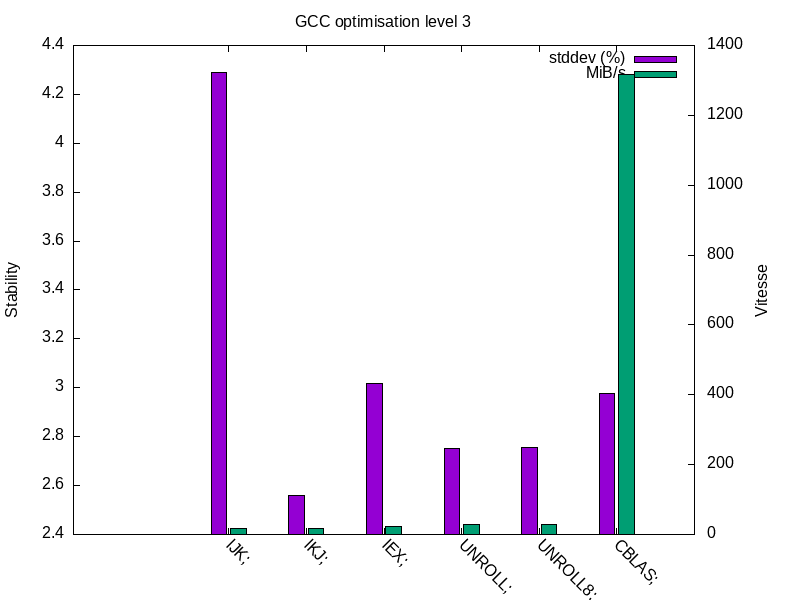 GCC optimisation level 3
stddev (%)
MiB/s
4.4
4.2
4
3.8
3.6
3.4
3.2
3
2.8
2.6
2.4
Stability
1400
1200
1000
800
600
400
200
0
Vitesse
IJK;
IKJ;
IEX;
UNROLL;
UNROLL8;
CBLAS;